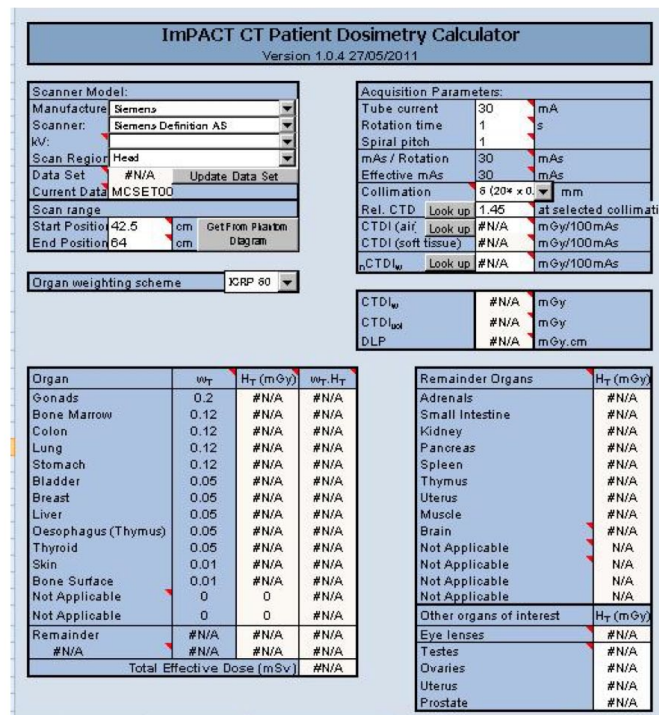 ImPACT CT Patient Dosimetry Calculator
Version 1.0.4 27/05/2011
Scanner Model:
Manufacture Siemens
Scanner: Siemens Definition AS
kV:
Scan Region Head
Data Set #N/A Update Data Set
Current Data MCSET00
Scan range
Start Positio 42.5 cm Get From Phantom Diagram
End Position 64 cm
Organ weighting scheme ICRP 60
Acquisition Parameters:
Tube current 30 mA
Rotation time 1 s
Spiral pitch 1
mAs / Rotation 30 mAs
Effective mAs 30 mAs
Collimation 6 (20* x 0. mm
Rel. CTD Look up 1.45 at selected collimati
CTDI (air( Look up #N/A mGy/100mAs
CTDI (soft tissue) #N/A mGy/100mAs
nCTDIw Look up #N/A mGy/100mAs
CTDIw #N/A mGy
CTDIvol #N/A mGy
DLP #N/A mGy.cm
Organ wT HT (mGy) wT.HT
Gonads 0.2 #N/A #N/A
Bone Marrow 0.12 #N/A #N/A
Colon 0.12 #N/A #N/A
Lung 0.12 #N/A #N/A
Stomach 0.12 #N/A #N/A
Bladder 0.05 #N/A #N/A
Breast 0.05 #N/A #N/A
Liver 0.05 #N/A #N/A
Oesophagus (Thymus) 0.05 #N/A #N/A
Thyroid 0.05 #N/A #N/A
Skin 0.01 #N/A #N/A
Bone Surface 0.01 #N/A #N/A
Not Applicable 0 0 #N/A
Not Applicable 0 0 #N/A
Remainder #N/A #N/A #N/A
#N/A #N/A #N/A #N/A
Total Effective Dose (mSv) #N/A
Remainder Organs HT (mGy)
Adrenals #N/A
Small Intestine #N/A
Kidney #N/A
Pancreas #N/A
Spleen #N/A
Thymus #N/A
Uterus #N/A
Muscle #N/A
Brain #N/A
Not Applicable N/A
Not Applicable N/A
Not Applicable N/A
Not Applicable N/A
Other organs of interest HT (mGy)
Eye lenses #N/A
Testes #N/A
Ovaries #N/A
Uterus #N/A
Prostate #N/A